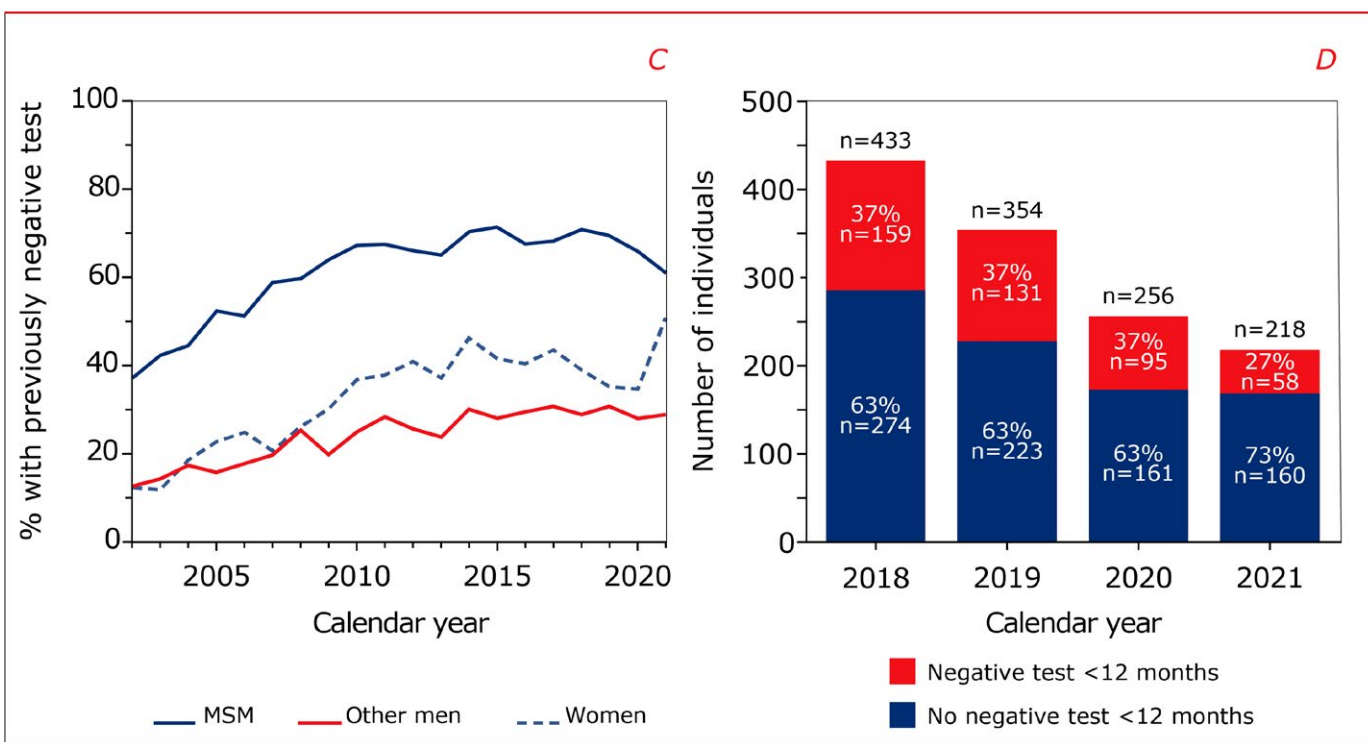 C
% with previously negative test
100
80
60
40
20
0
2005 2010 2015 2020
Calendar year
MSM Other men Women
D
Number of individuals
500
400
300
200
100
0
n=433
37%
n=159
63%
n=274
n=354
37%
n=131
63%
n=223
n=256
37%
n=95
63%
n=161
n=218
27%
n=58
73%
n=160
2018 2019 2020 2021
Calendar year
Negative test <12 months
No negative test <12 months